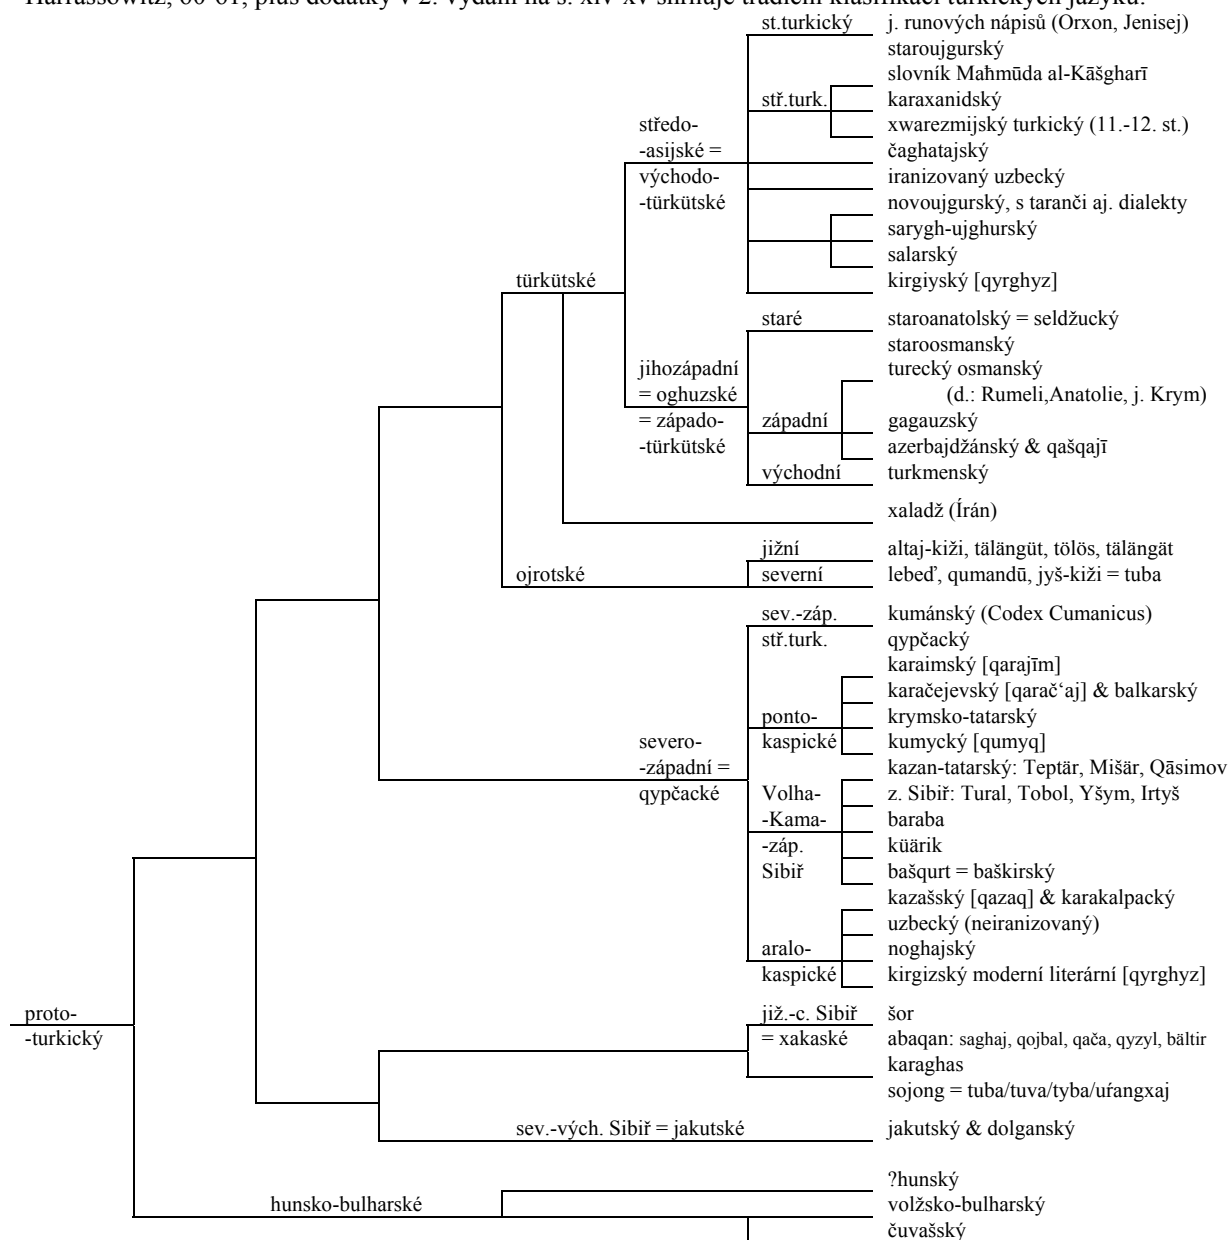 Harrassowitz, 60-61, plus dodatky v 2. vydání na s. xiv-xv shrnuje tradiční klasifikaci turkických jazyků:
st.turkický j. runových nápisů (Orxon, Jenisej)
staroujgurský
slovník Maħmūda al-Kāšgharī
stř.turk. karaxanidský
středo- xwarezmijský turkický (11.-12. st.)
-asijské = čaghatajský
východo- iranizovaný uzbecký
-türkütské novoujgurský, s taranči aj. dialekty
sarygh-ujghurský
salarský
türkütské kirgiyský [qyrghyz]
staré staroanatolský = seldžucký
staroosmanský
jihozápadní turecký osmanský
= oghuzské (d.: Rumeli,Anatolie, j. Krym)
= západo- západní gagauzský
-türkütské azerbajdžánský & qašqajī
východní turkmenský
xaladž (Írán)
jižní altaj-kiži, tälängüt, tölös, tälängät
ojrotské severní lebeď, qumandū, jyš-kiži = tuba
sev.-záp. kumánský (Codex Cumanicus)
stř.turk. qypčacký
karaimský [qarajīm]
karačejevský [qarač‘aj] & balkarský
ponto- krymsko-tatarský
severo- kaspické kumycký [qumyq]
-západní = kazan-tatarský: Teptär, Mišär, Qāsimov
qypčacké Volha- z. Sibiř: Tural, Tobol, Yšym, Irtyš
-Kama- baraba
-záp. küärik
Sibiř bašqurt = baškirský
kazašský [qazaq] & karakalpacký
uzbecký (neiranizovaný)
aralo- noghajský
kaspické kirgizský moderní literární [qyrghyz]
proto- již.-c. Sibiř šor
-turkický = xakaské abaqan: saghaj, qojbal, qača, qyzyl, bältir
karaghas
sojong = tuba/tuva/tyba/uŕangxaj
sev.-vých. Sibiř = jakutské jakutský & dolganský
?hunský
hunsko-bulharské volžsko-bulharský
čuvašský